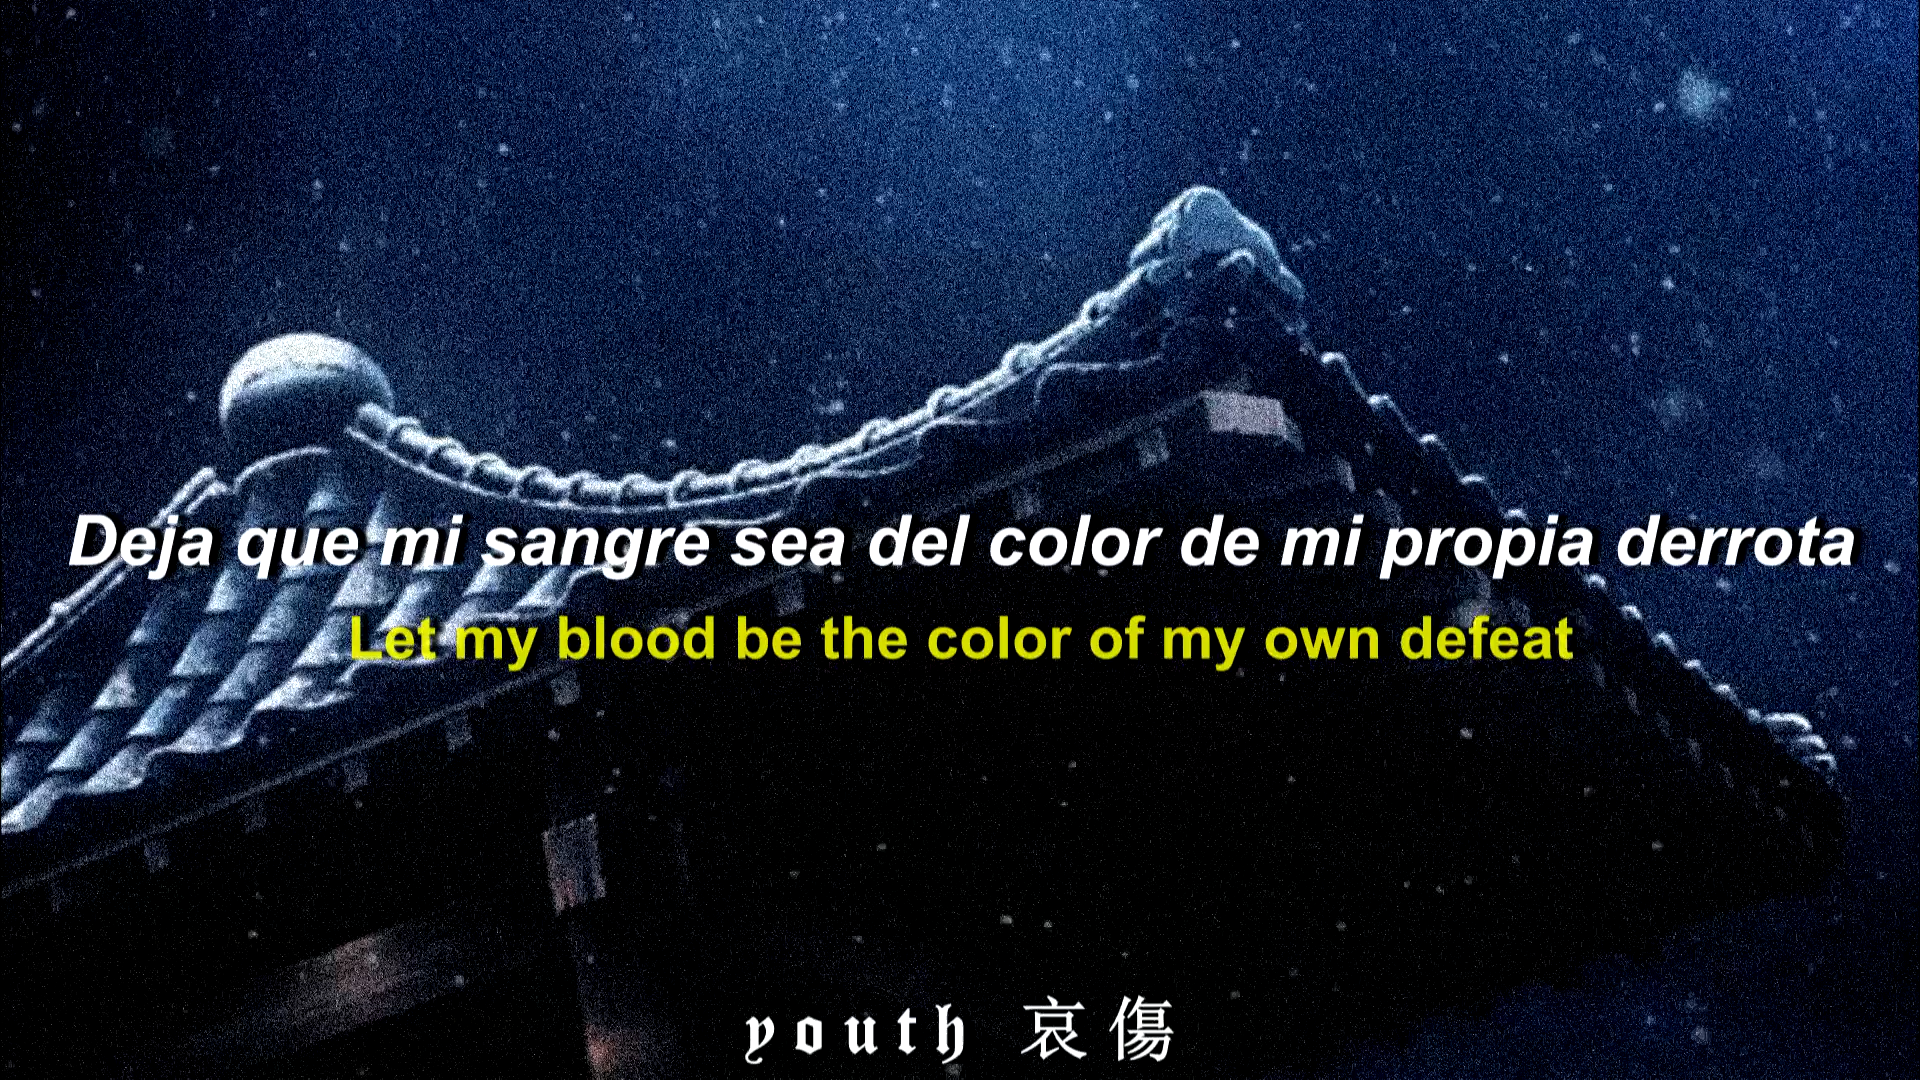 Deja que mi sangre sea del color de mi propia derrota
Let my blood be the color of my own defeat
youth 哀傷